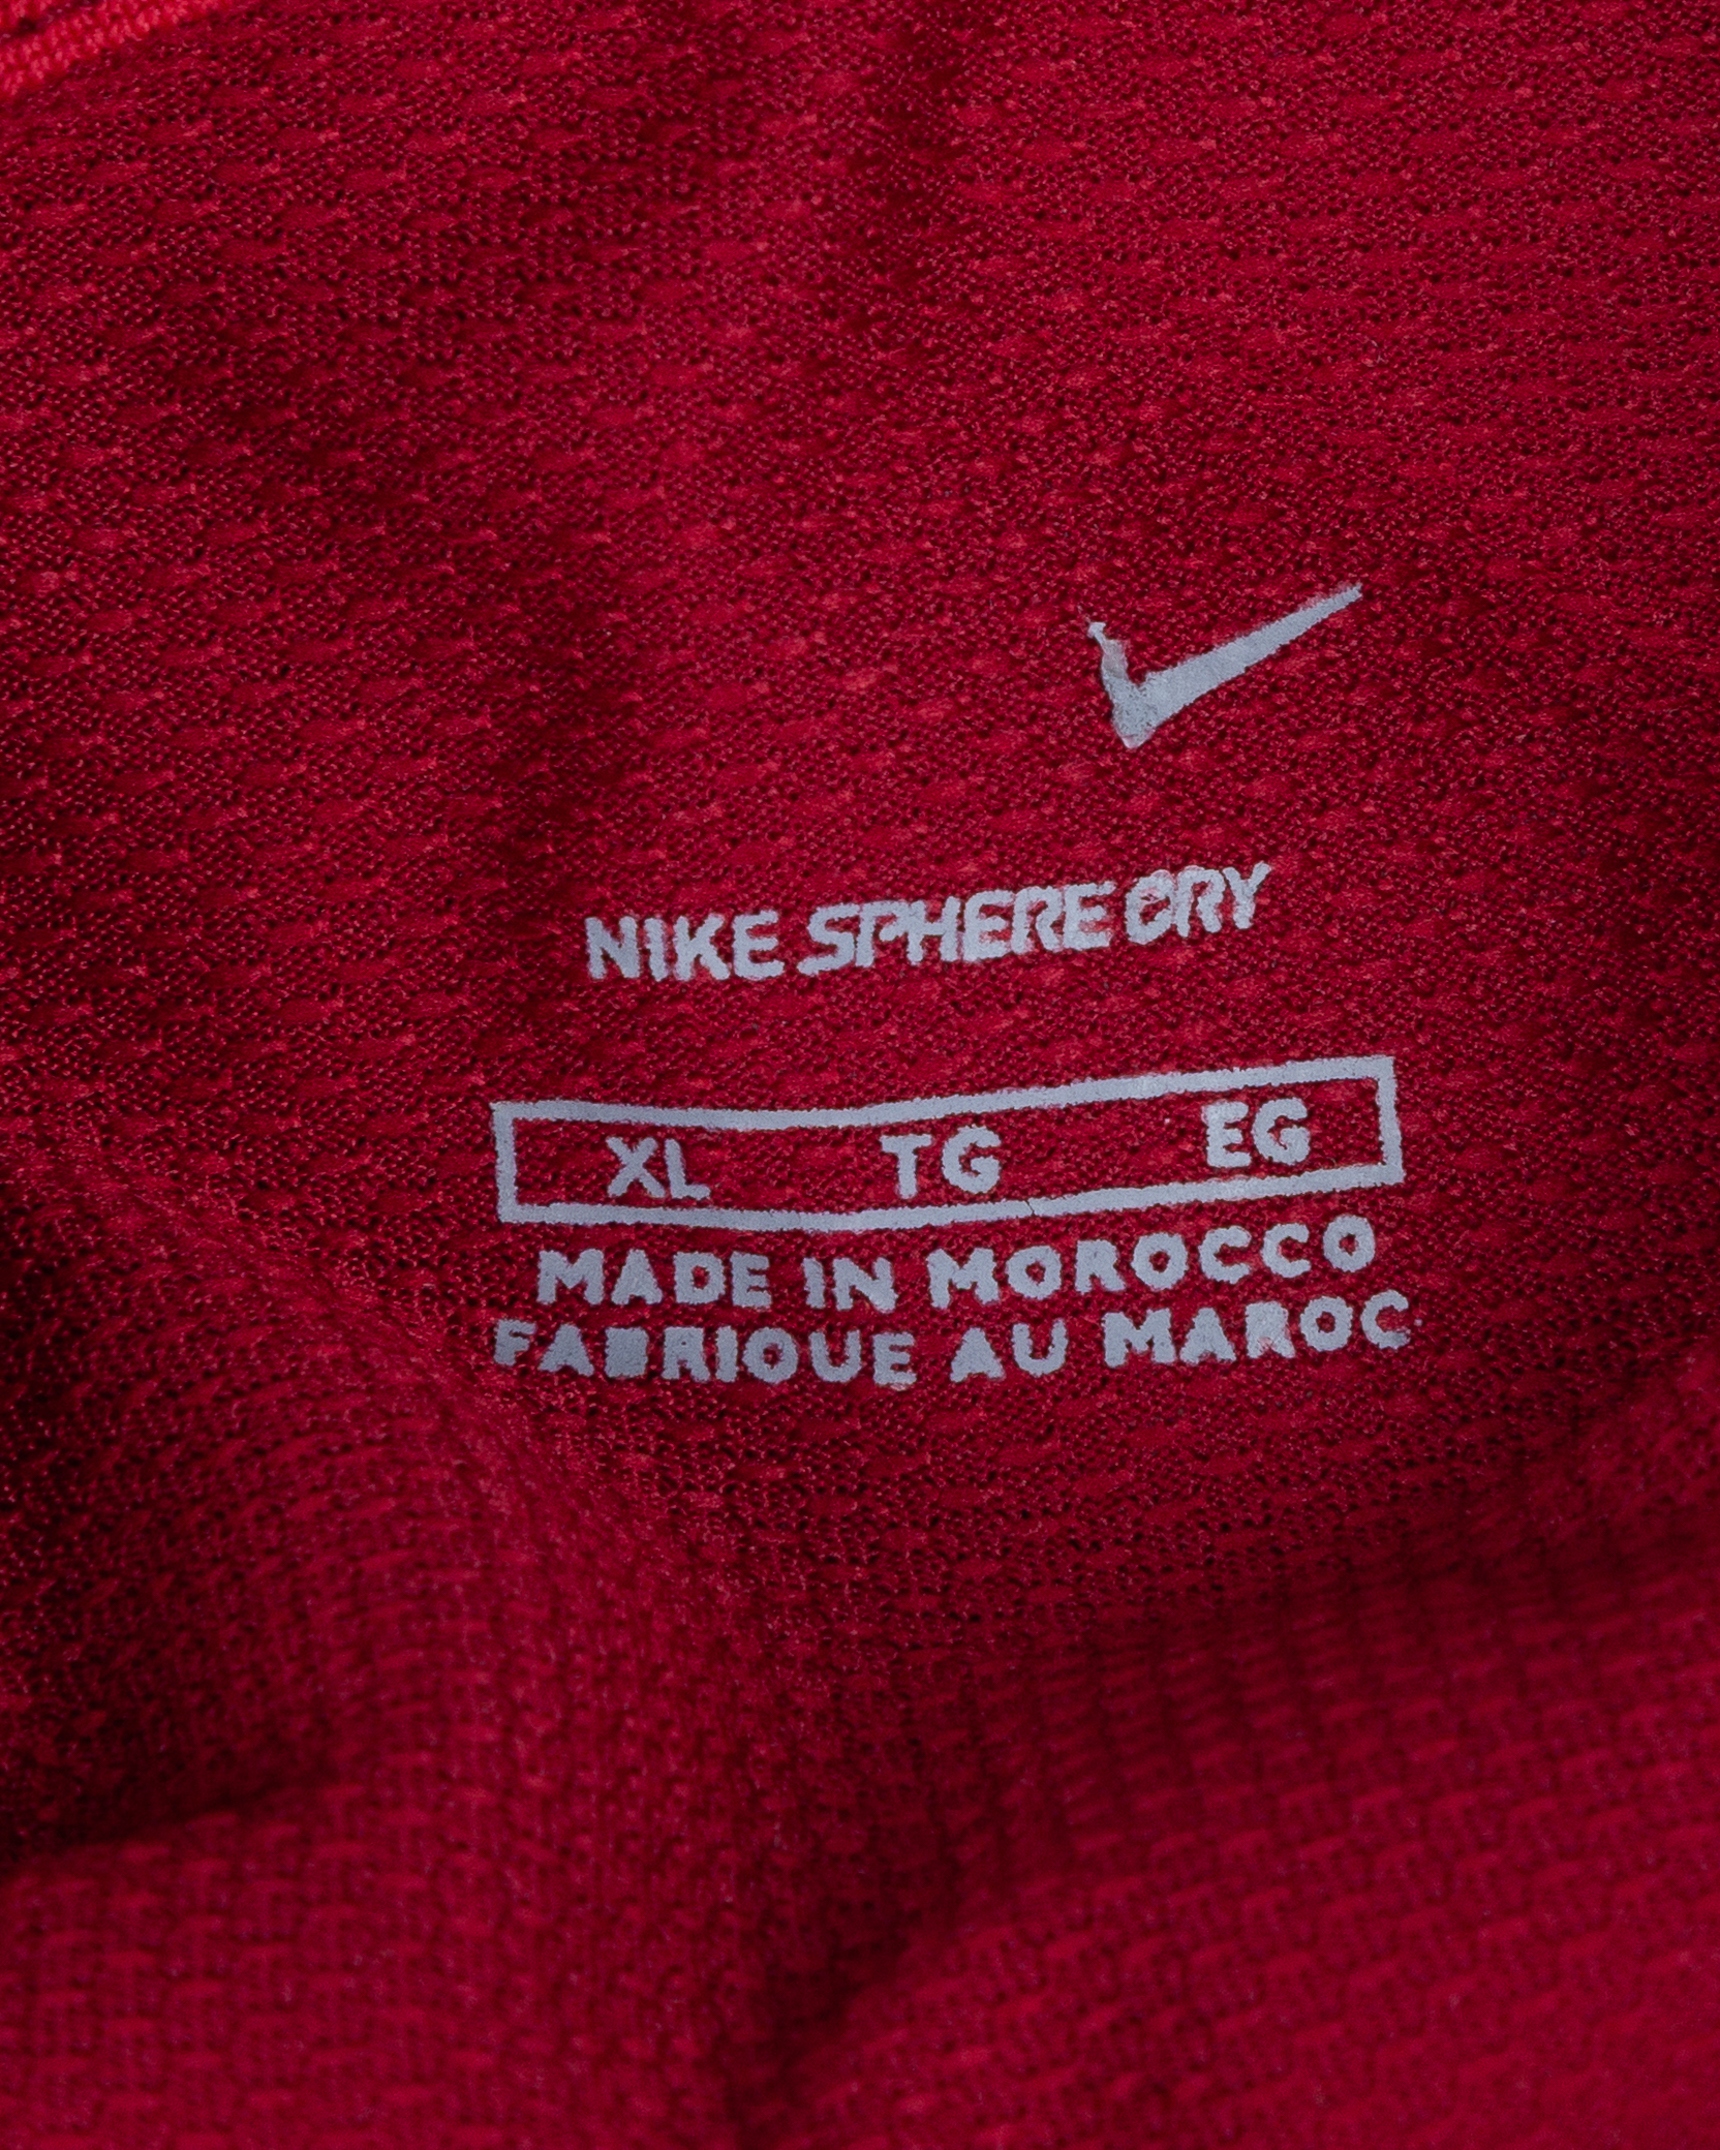 NIKE SPHERE DRY
XL TG EG
MADE IN MOROCCO
FABRIQUE AU MAROC